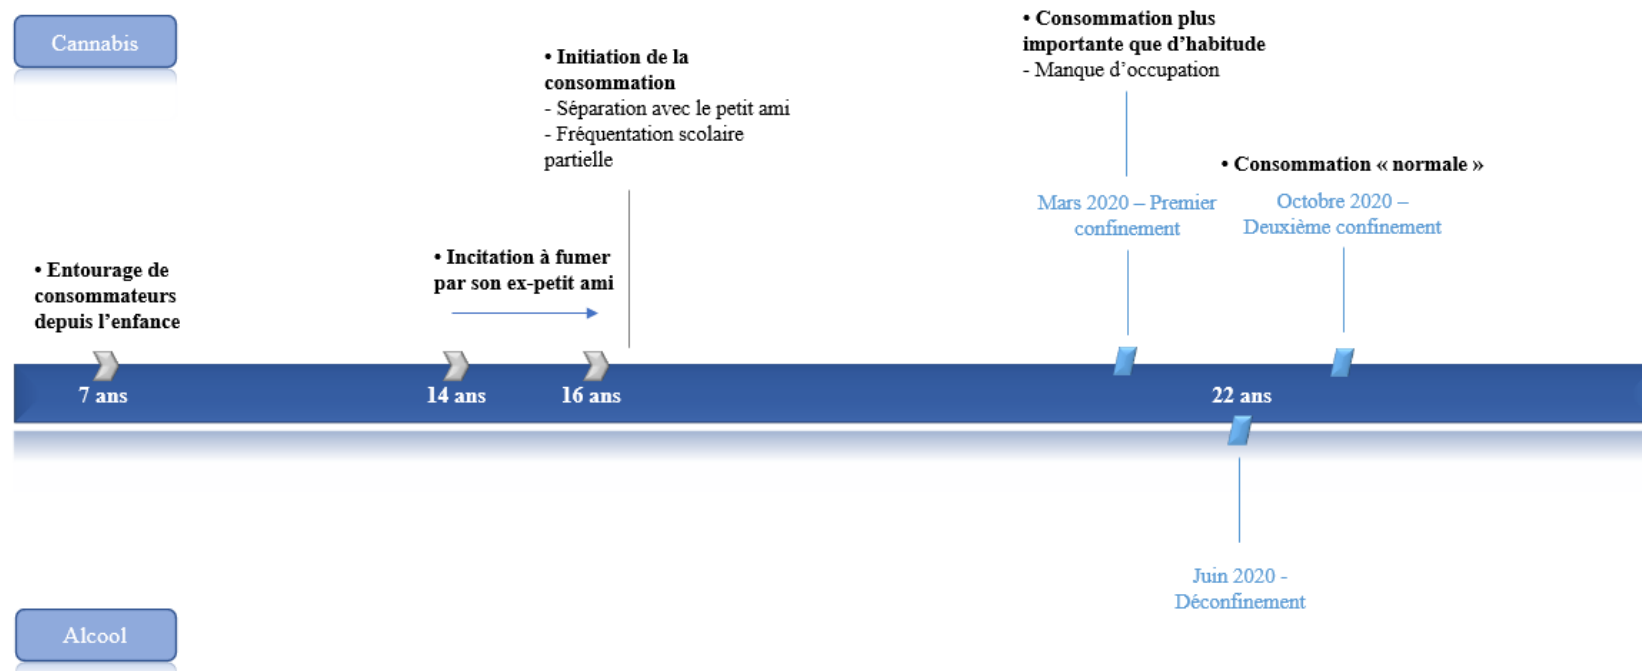 Cannabis
• Entourage de
consommateurs
depuis l’enfance
• Incitation à fumer
par son ex-petit ami
• Initiation de la
consommation
- Séparation avec le petit ami
- Fréquentation scolaire
partielle
• Consommation plus
importante que d’habitude
- Manque d’occupation
Mars 2020 – Premier
confinement
• Consommation « normale »
Octobre 2020 –
Deuxième confinement
7 ans
14 ans
16 ans
22 ans
Juin 2020 -
Déconfinement
Alcool